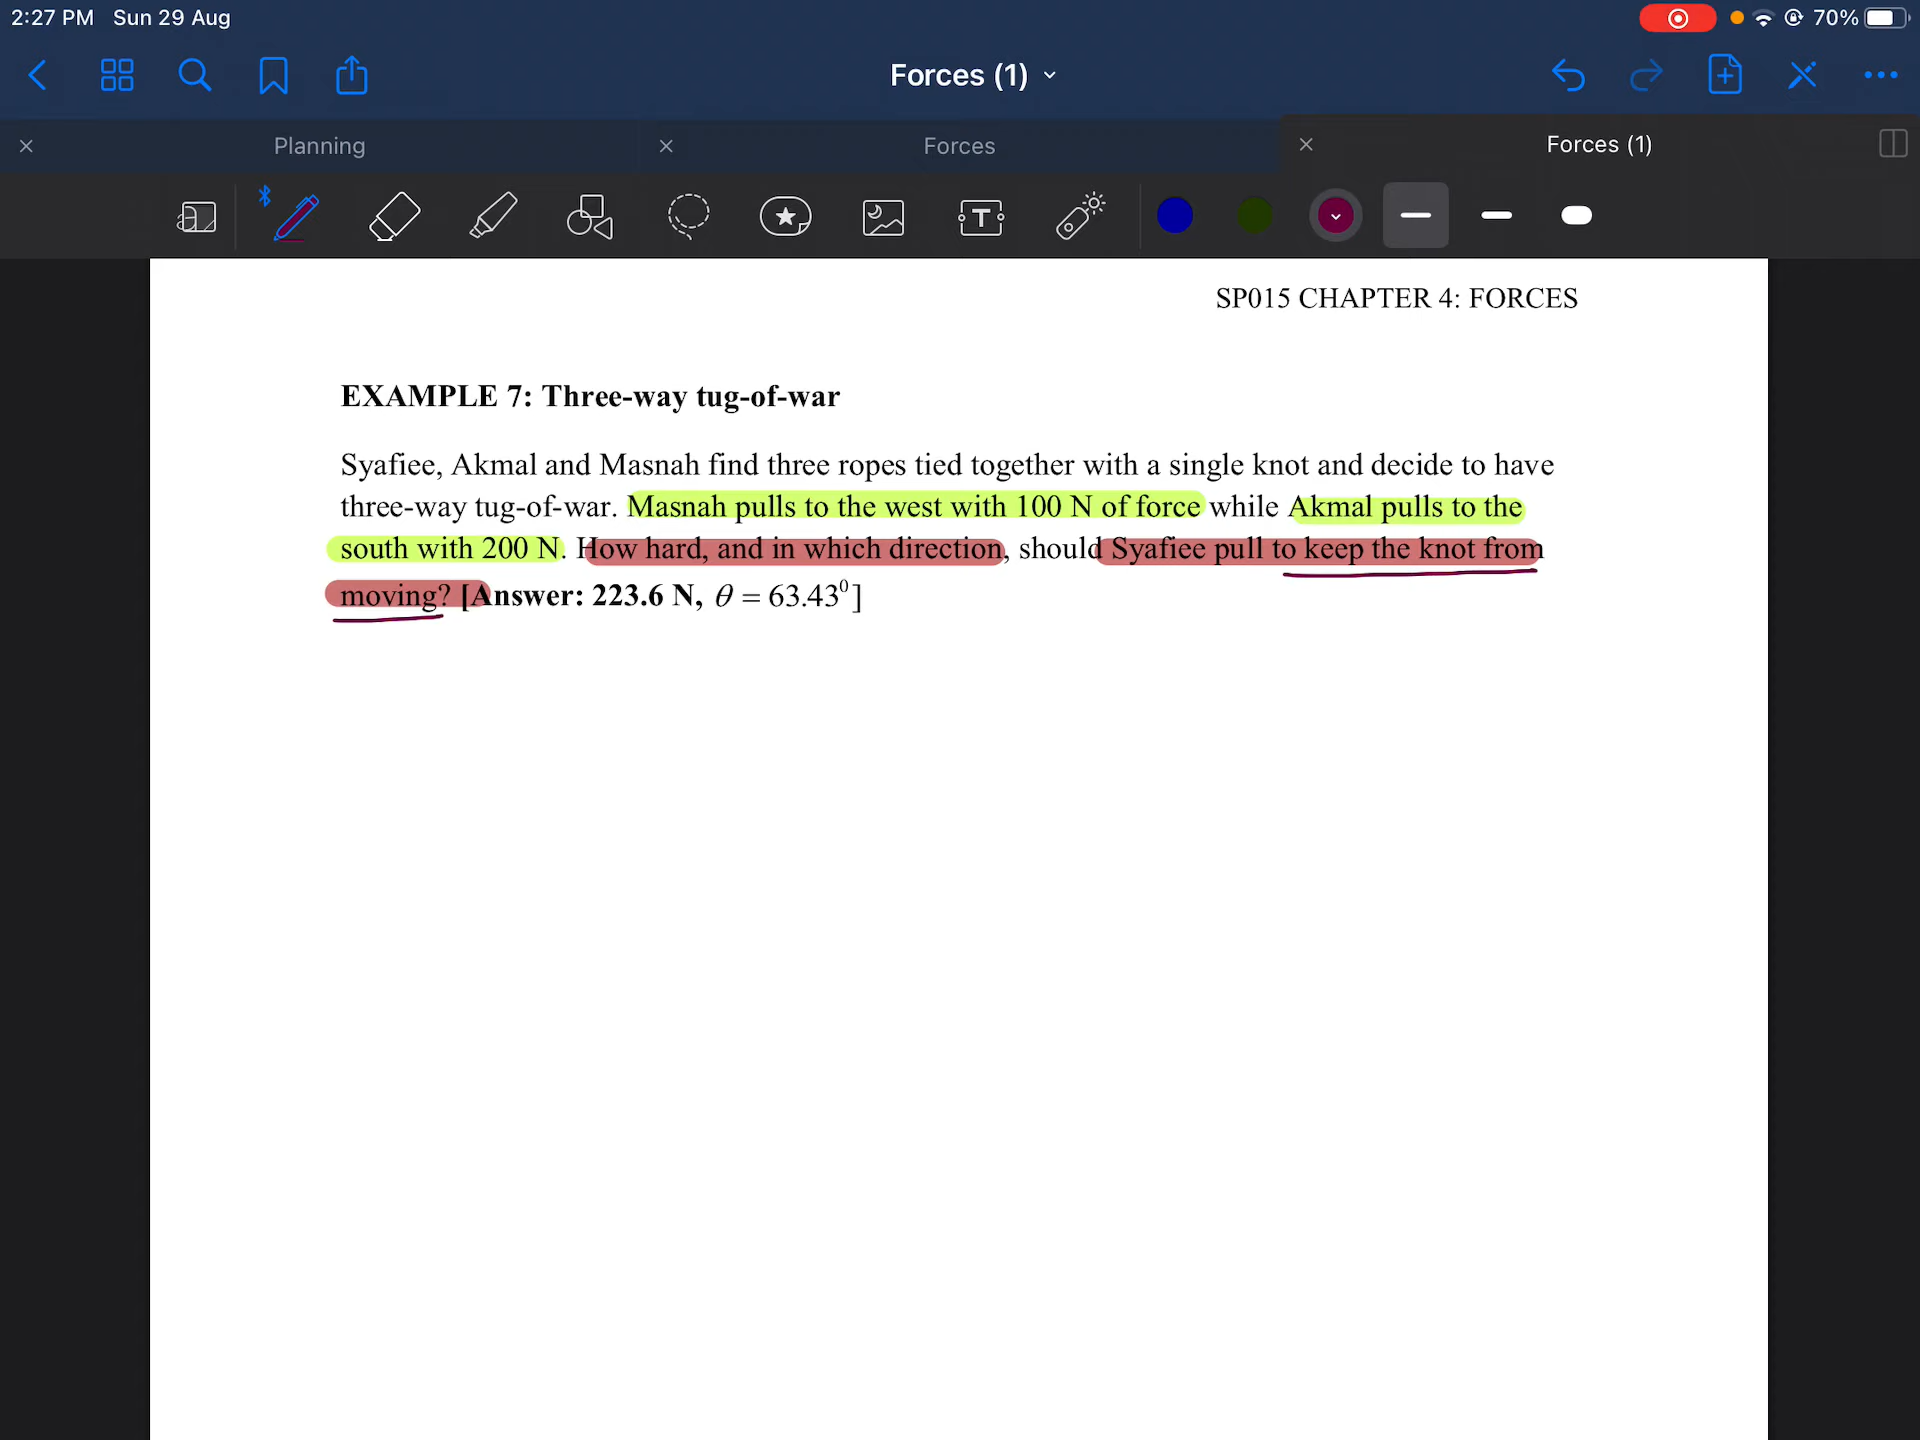 2:27 PM Sun 29 Aug
70%
Forces (1)
Planning
Forces
Forces (1)
SP015 CHAPTER 4: FORCES
EXAMPLE 7: Three-way tug-of-war
Syafiee, Akmal and Masnah find three ropes tied together with a single knot and decide to have
three-way tug-of-war. Masnah pulls to the west with 100 N of force while Akmal pulls to the
south with 200 N. How hard, and in which direction, should Syafiee pull to keep the knot from
moving? [Answer: 223.6 N, θ = 63.43⁰]